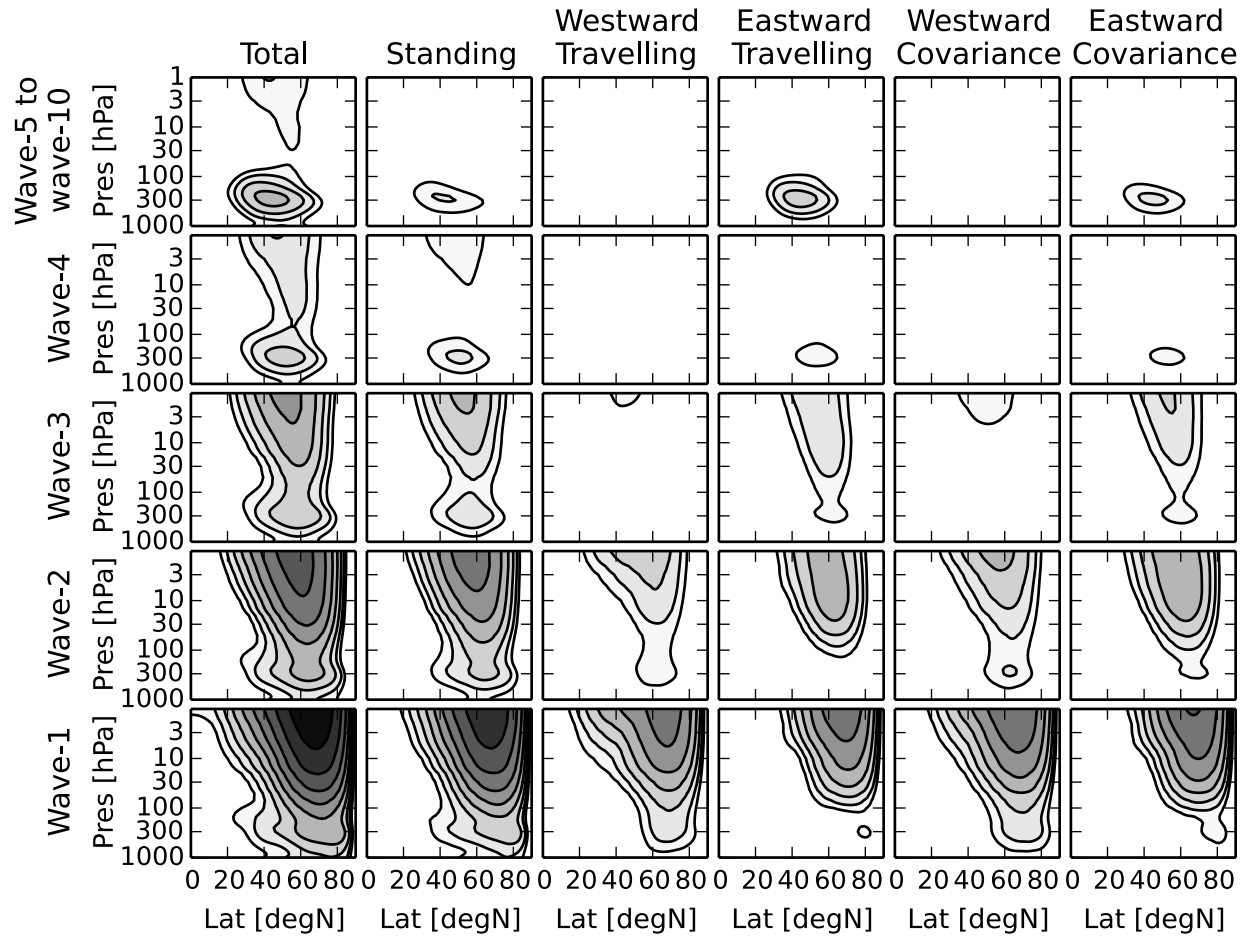 Westward Eastward Westward Eastward
Total Standing Travelling Travelling Covariance Covariance
Wave-5 to
wave-10
Pres [hPa]
1
3
10
30
100
300
1000
Wave-4
Pres [hPa]
3
10
30
100
300
1000
Wave-3
Pres [hPa]
3
10
30
100
300
1000
Wave-2
Pres [hPa]
3
10
30
100
300
1000
Wave-1
Pres [hPa]
3
10
30
100
300
1000
0 20 40 60 80 0 20 40 60 80 0 20 40 60 80 0 20 40 60 80 0 20 40 60 80 0 20 40 60 80
Lat [degN] Lat [degN] Lat [degN] Lat [degN] Lat [degN] Lat [degN]